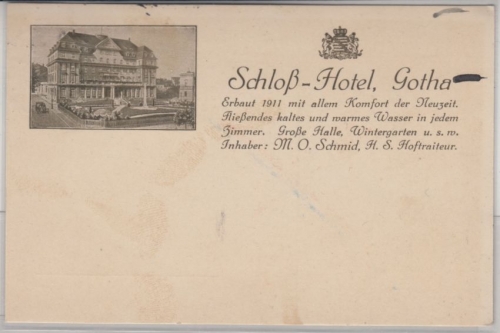 Schloß-Hotel, Gotha
Erbaut 1911 mit allem Komfort der Neuzeit.
Fließendes kaltes und warmes Wasser in jedem
Zimmer. Große Halle, Wintergarten u. s. w.
Inhaber: M. O. Schmid, H. S. Hoftraiteur.